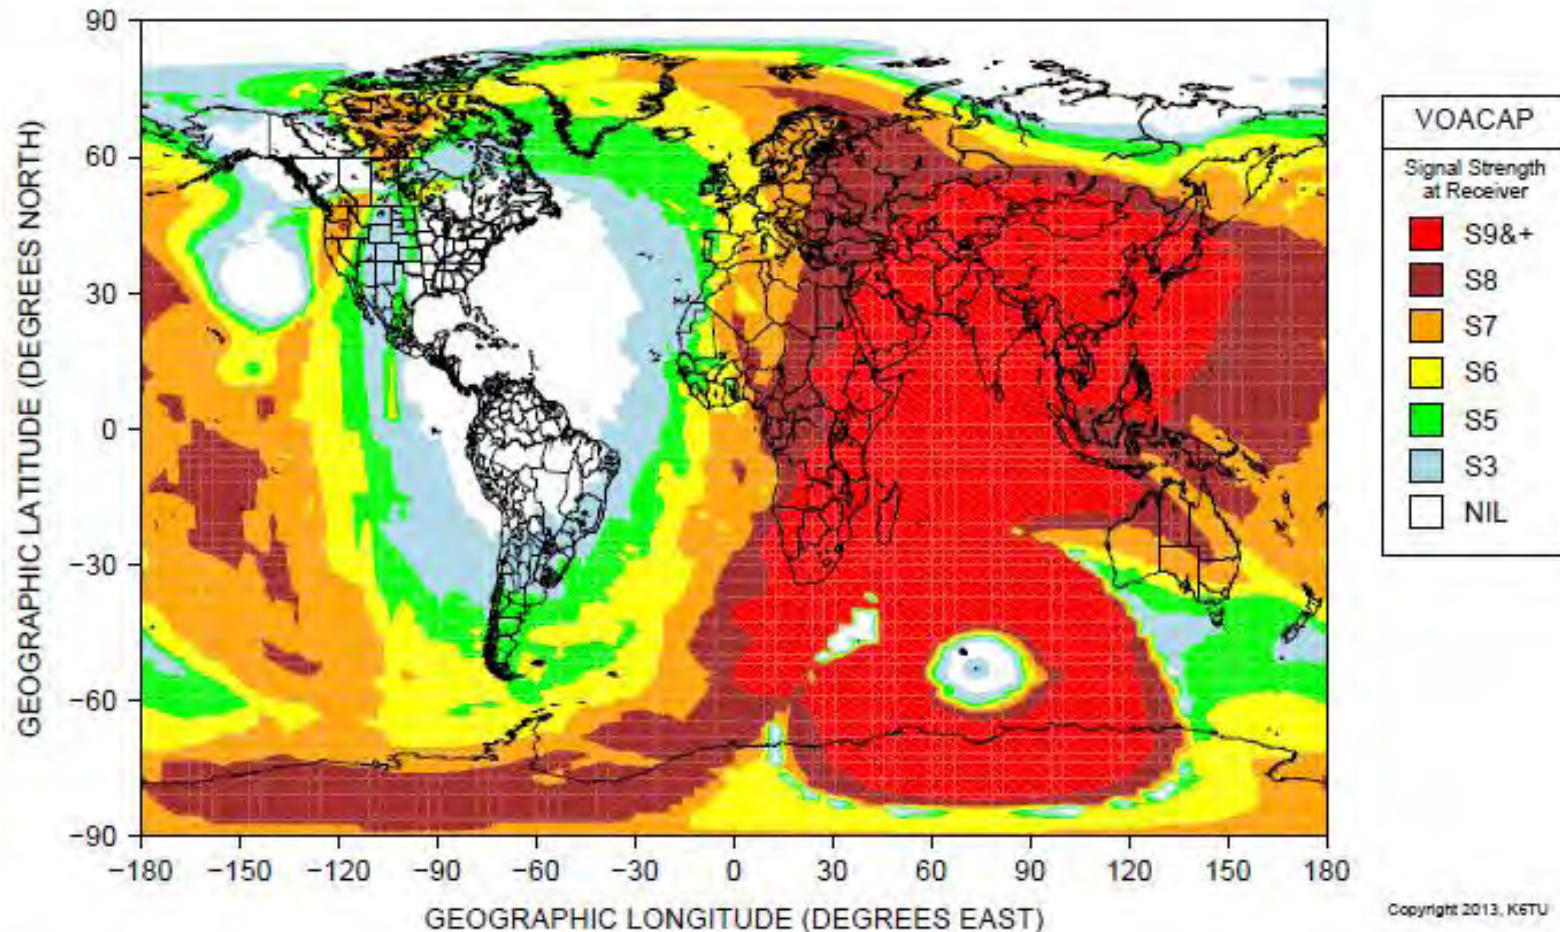 90
60
30
0
−30
−60
−90
GEOGRAPHIC LATITUDE (DEGREES NORTH)
−180 −150 −120 −90 −60 −30 0 30 60 90 120 150 180
GEOGRAPHIC LONGITUDE (DEGREES EAST)
VOACAP
Signal Strength
at Receiver
S9&+
S8
S7
S6
S5
S3
NIL
Copyright 2013, K6TU